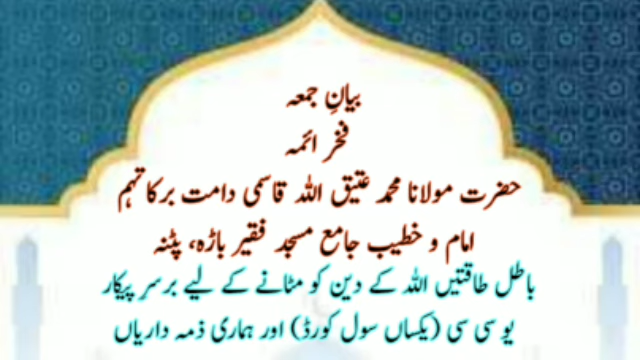 بیانِ جمعہ
فخر ائمہ
حضرت مولانا محمد عتیق اللہ قاسمی دامت برکاتہم
امام و خطیب جامع مسجد فقیر باڑہ، پٹنہ
باطل طاقتیں اللہ کے دین کو مٹانے کے لیے برسرِ پیکار
یو سی سی (یکساں سول کورڈ) اور ہماری ذمہ داریاں